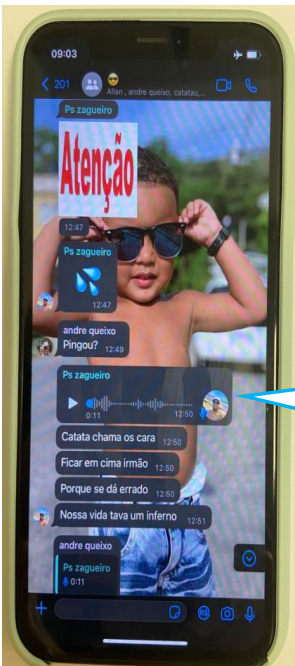 09:03
201
Allan , andre queixo, catatau,...
Ps zagueiro
Atenção
12:47
Ps zagueiro
12:47
andre queixo
Pingou? 12:49
Ps zagueiro
0:11 12:50
Catata chama os cara 12:50
Ficar em cima irmão 12:50
Porque se dá errado 12:50
Nossa vida tava um inferno 12:51
andre queixo
Ps zagueiro
0:11
R$